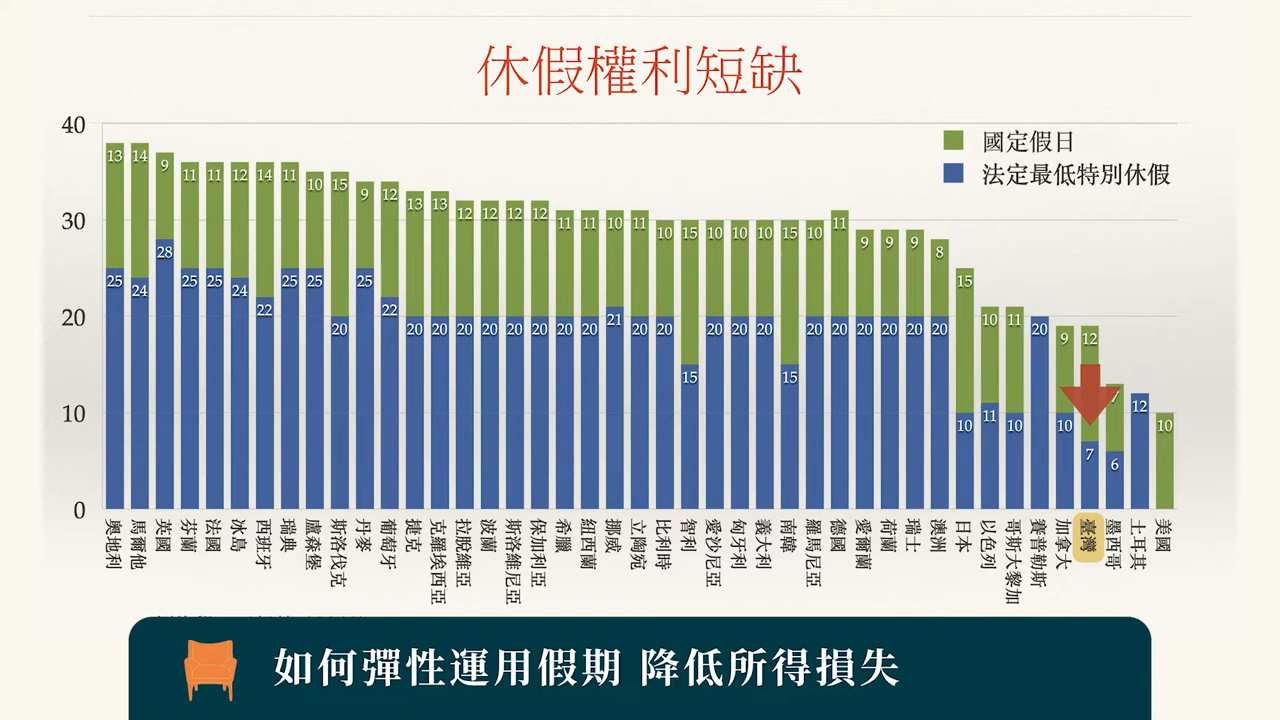 休假權利短缺
40
30
20
10
0
國定假日
法定最低特別休假
13 14 9 11 11 12 14 11 10 15 9 12 13 13 12 12 12 12 11 11 10 11 10 15 10 10 10 15 10 11 9 9 9 8 15 10 11 9 12 7 10
25 24 28 25 25 24 22 25 25 20 25 22 20 20 20 20 20 20 20 20 21 20 20 15 20 20 20 15 20 20 20 20 20 20 10 11 10 20 10 7 6 12
奧地利
馬爾他
英國
芬蘭
法國
冰島
西班牙
瑞典
盧森堡
斯洛伐克
丹麥
葡萄牙
捷克
克羅埃西亞
拉脫維亞
波蘭
斯洛維尼亞
保加利亞
希臘
紐西蘭
挪威
立陶宛
比利時
智利
愛沙尼亞
匈牙利
義大利
南韓
羅馬尼亞
德國
愛爾蘭
荷蘭
瑞士
澳洲
日本
以色列
哥斯大黎加
賽普勒斯
加拿大
臺灣
墨西哥
土耳其
美國
如何彈性運用假期 降低所得損失